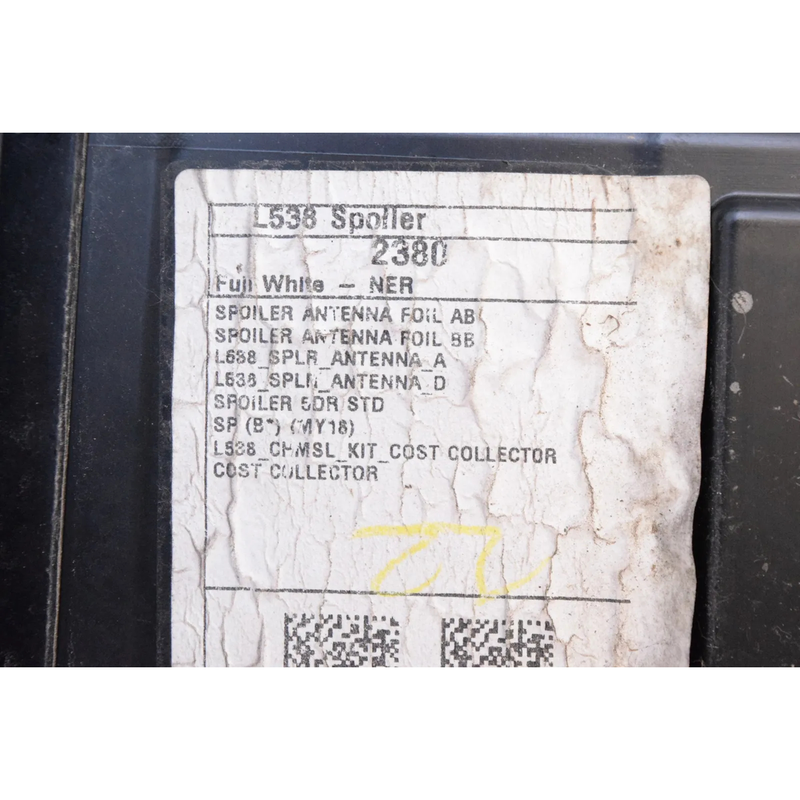 L538 Spoiler
2380
Fuji White – NER
SPOILER ANTENNA FOIL AB
SPOILER ANTENNA FOIL BB
L538_SPLR_ANTENNA_A
L538_SPLR_ANTENNA_D
SPOILER 5DR STD
SP (B*) (MY16)
L538_CHMSL_KIT_COST COLLECTOR
COST COLLECTOR